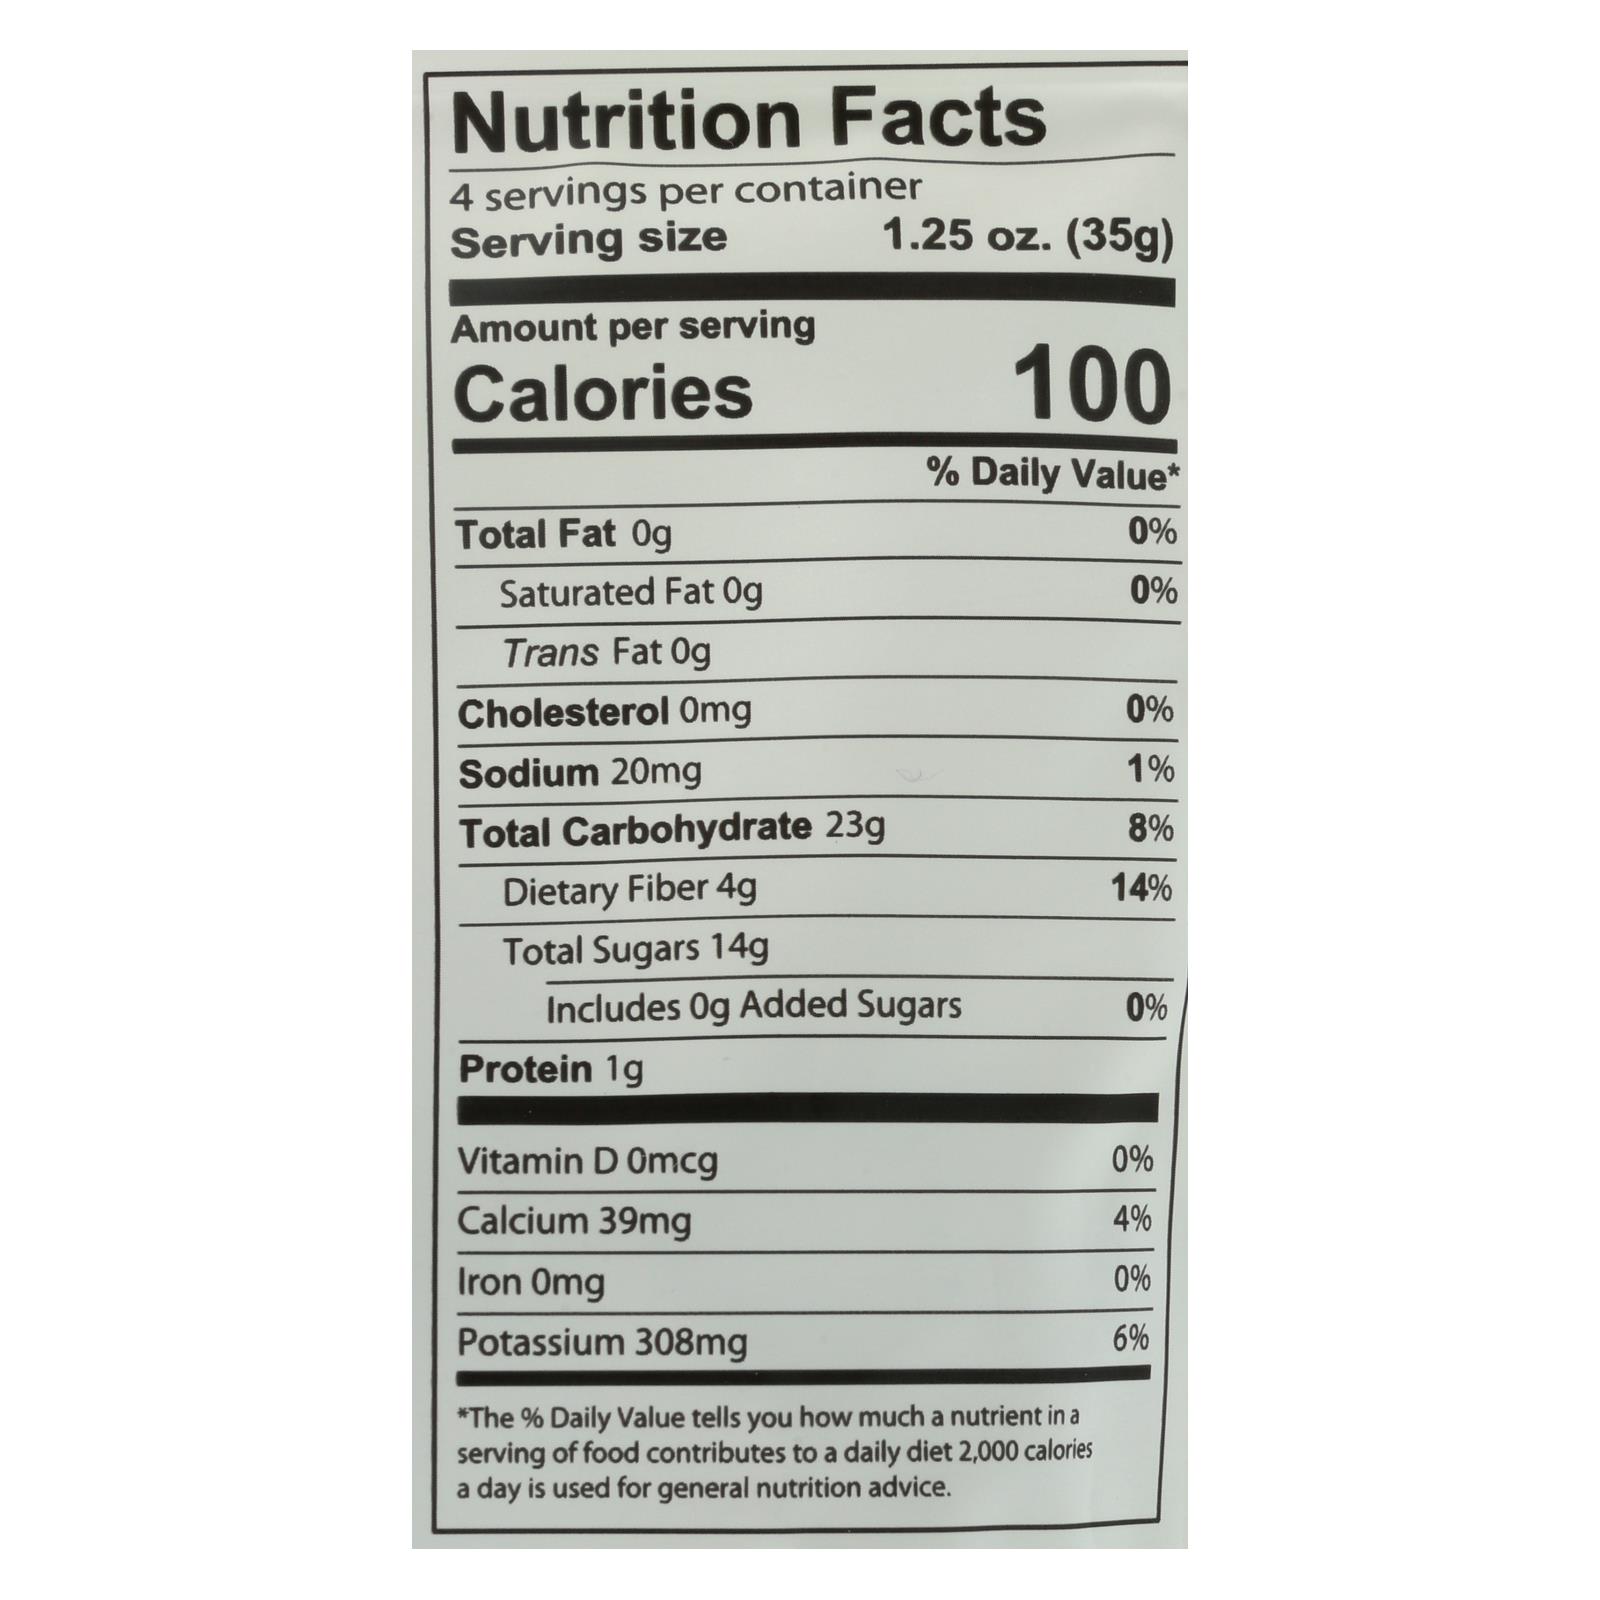 Nutrition Facts
4 servings per container
Serving size 1.25 oz. (35g)
Amount per serving
Calories 100
% Daily Value*
Total Fat 0g 0%
Saturated Fat 0g 0%
Trans Fat 0g
Cholesterol 0mg 0%
Sodium 20mg 1%
Total Carbohydrate 23g 8%
Dietary Fiber 4g 14%
Total Sugars 14g
Includes 0g Added Sugars 0%
Protein 1g
Vitamin D 0mcg 0%
Calcium 39mg 4%
Iron 0mg 0%
Potassium 308mg 6%
*The % Daily Value tells you how much a nutrient in a
serving of food contributes to a daily diet 2,000 calories
a day is used for general nutrition advice.